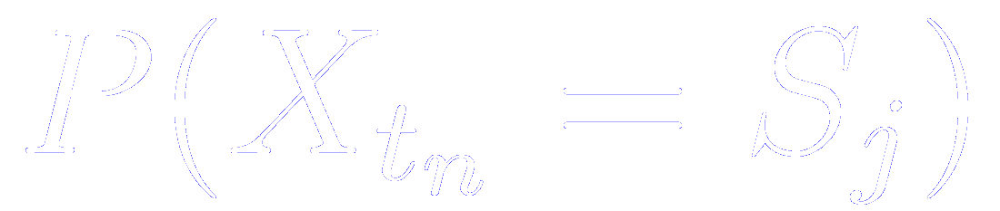 P(X_{t_n} = S_j)